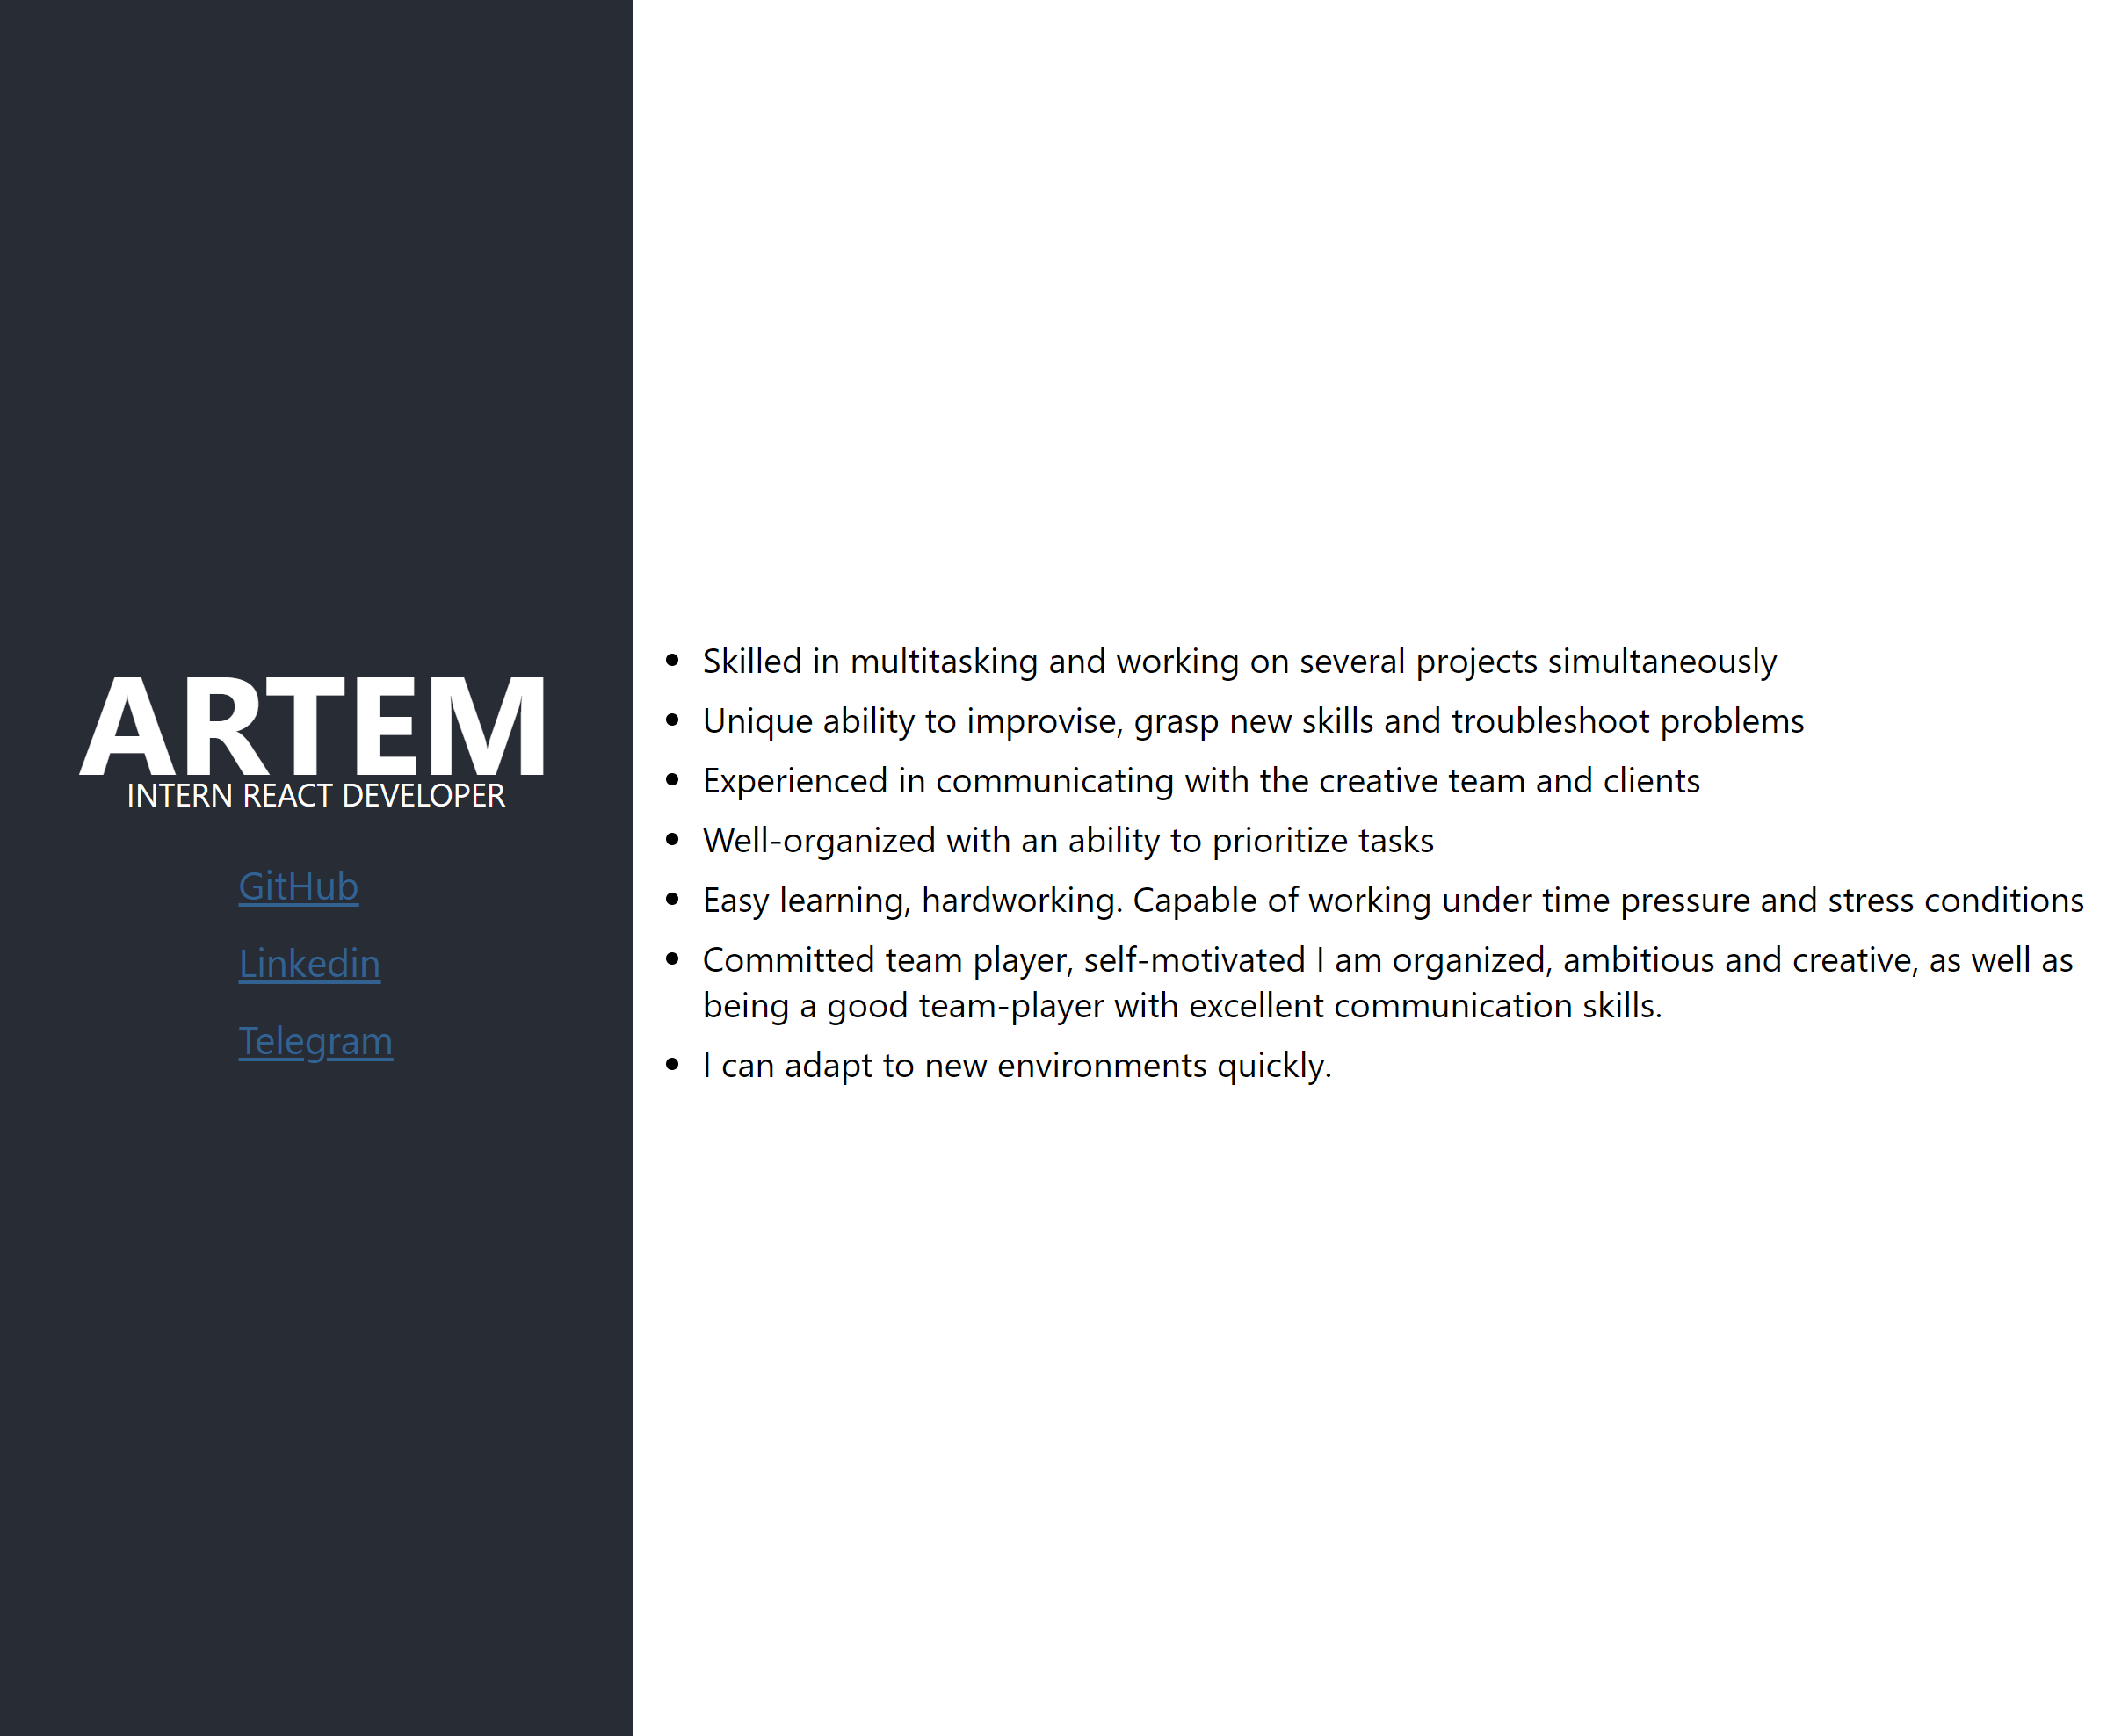 ARTEM
INTERN REACT DEVELOPER
GitHub
Linkedin
Telegram
Skilled in multitasking and working on several projects simultaneously
Unique ability to improvise, grasp new skills and troubleshoot problems
Experienced in communicating with the creative team and clients
Well-organized with an ability to prioritize tasks
Easy learning, hardworking. Capable of working under time pressure and stress conditions
Committed team player, self-motivated I am organized, ambitious and creative, as well as
being a good team-player with excellent communication skills.
I can adapt to new environments quickly.